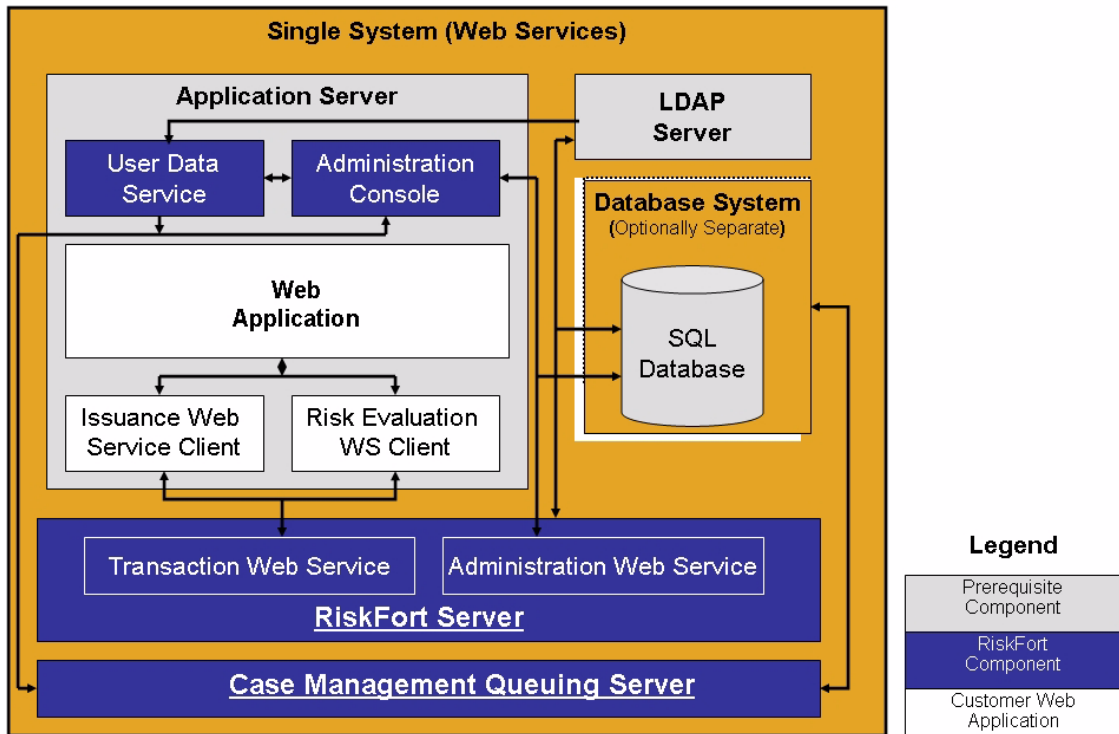 Single System (Web Services)
Application Server
LDAP
Server
User Data
Service
Administration
Console
Database System
(Optionally Separate)
Web
Application
SQL
Database
Issuance Web
Service Client
Risk Evaluation
WS Client
Transaction Web Service
Administration Web Service
RiskFort Server
Case Management Queuing Server
Legend
Prerequisite
Component
RiskFort
Component
Customer Web
Application